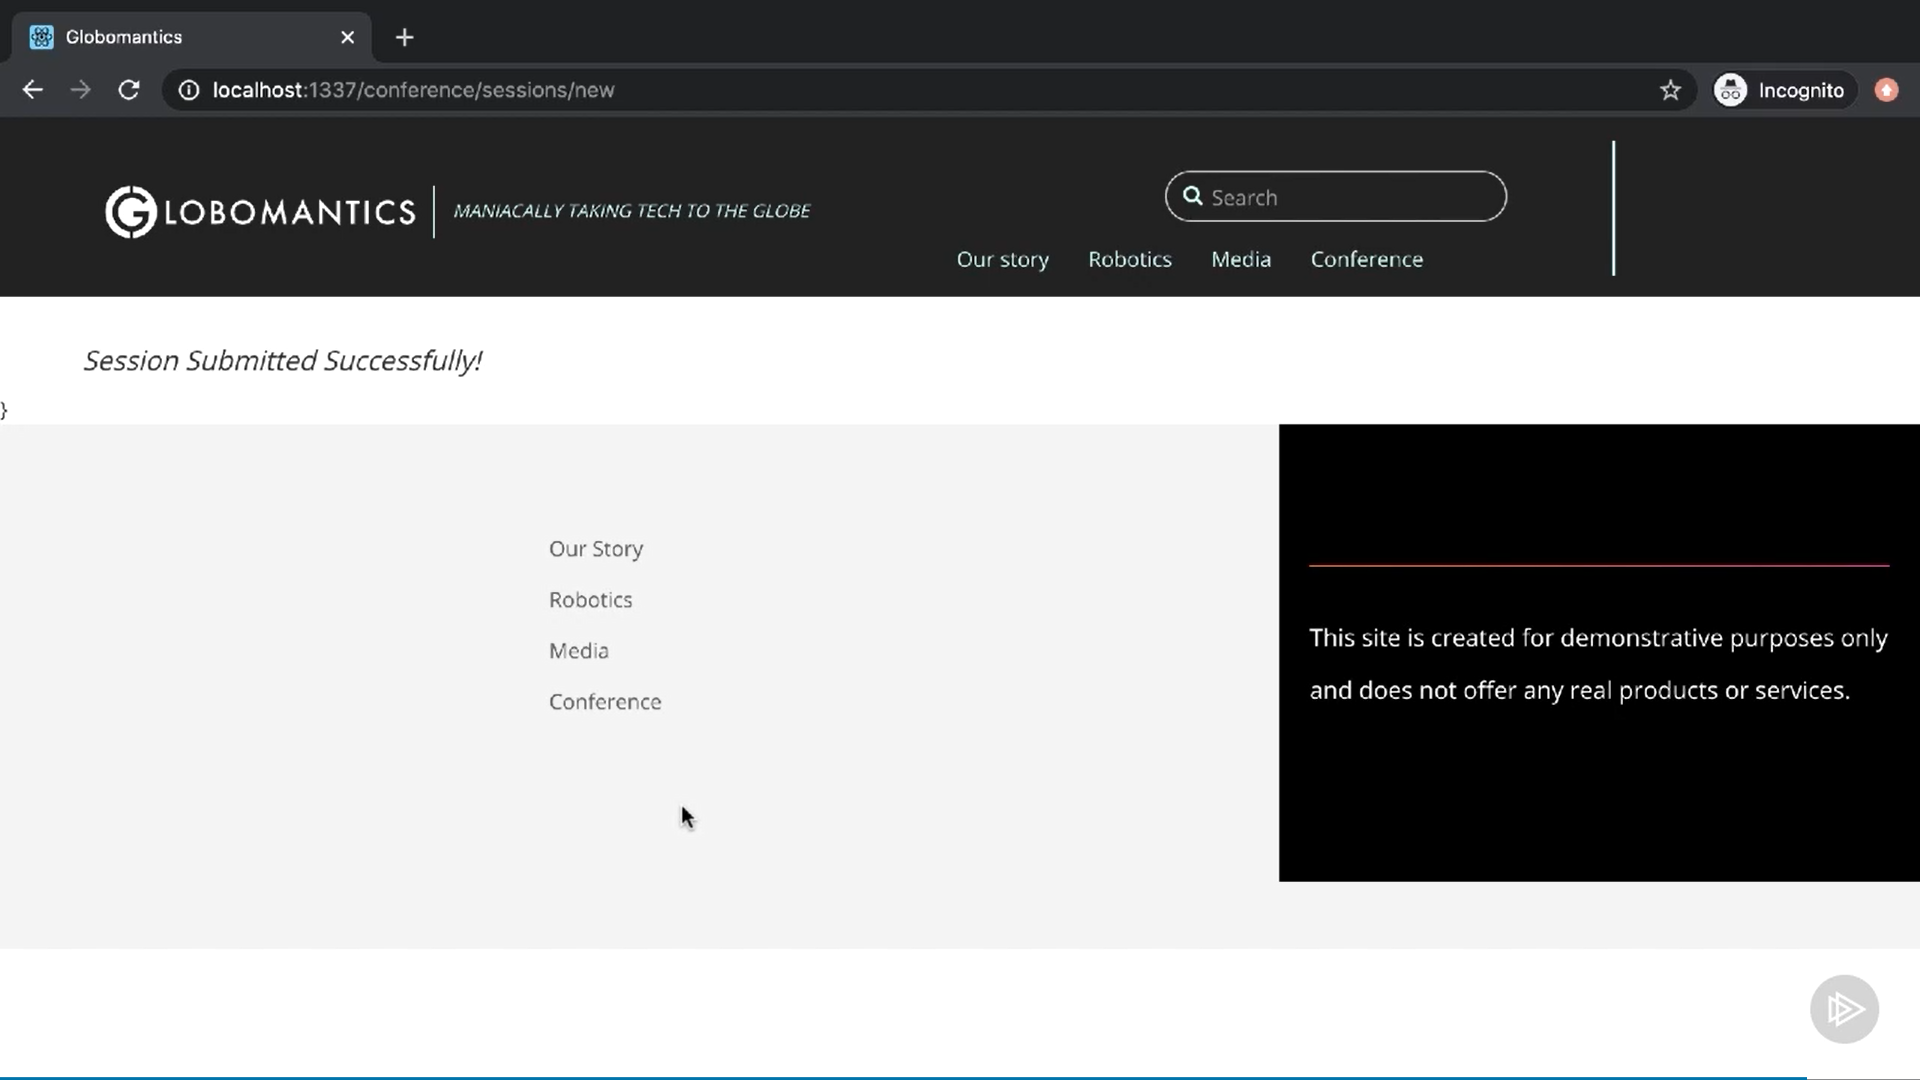 Globomantics
localhost:1337/conference/sessions/new
Incognito
GLOBOMANTICS
MANIACALLY TAKING TECH TO THE GLOBE
Search
Our story Robotics Media Conference
Session Submitted Successfully!
}
Our Story
Robotics
Media
Conference
This site is created for demonstrative purposes only
and does not offer any real products or services.